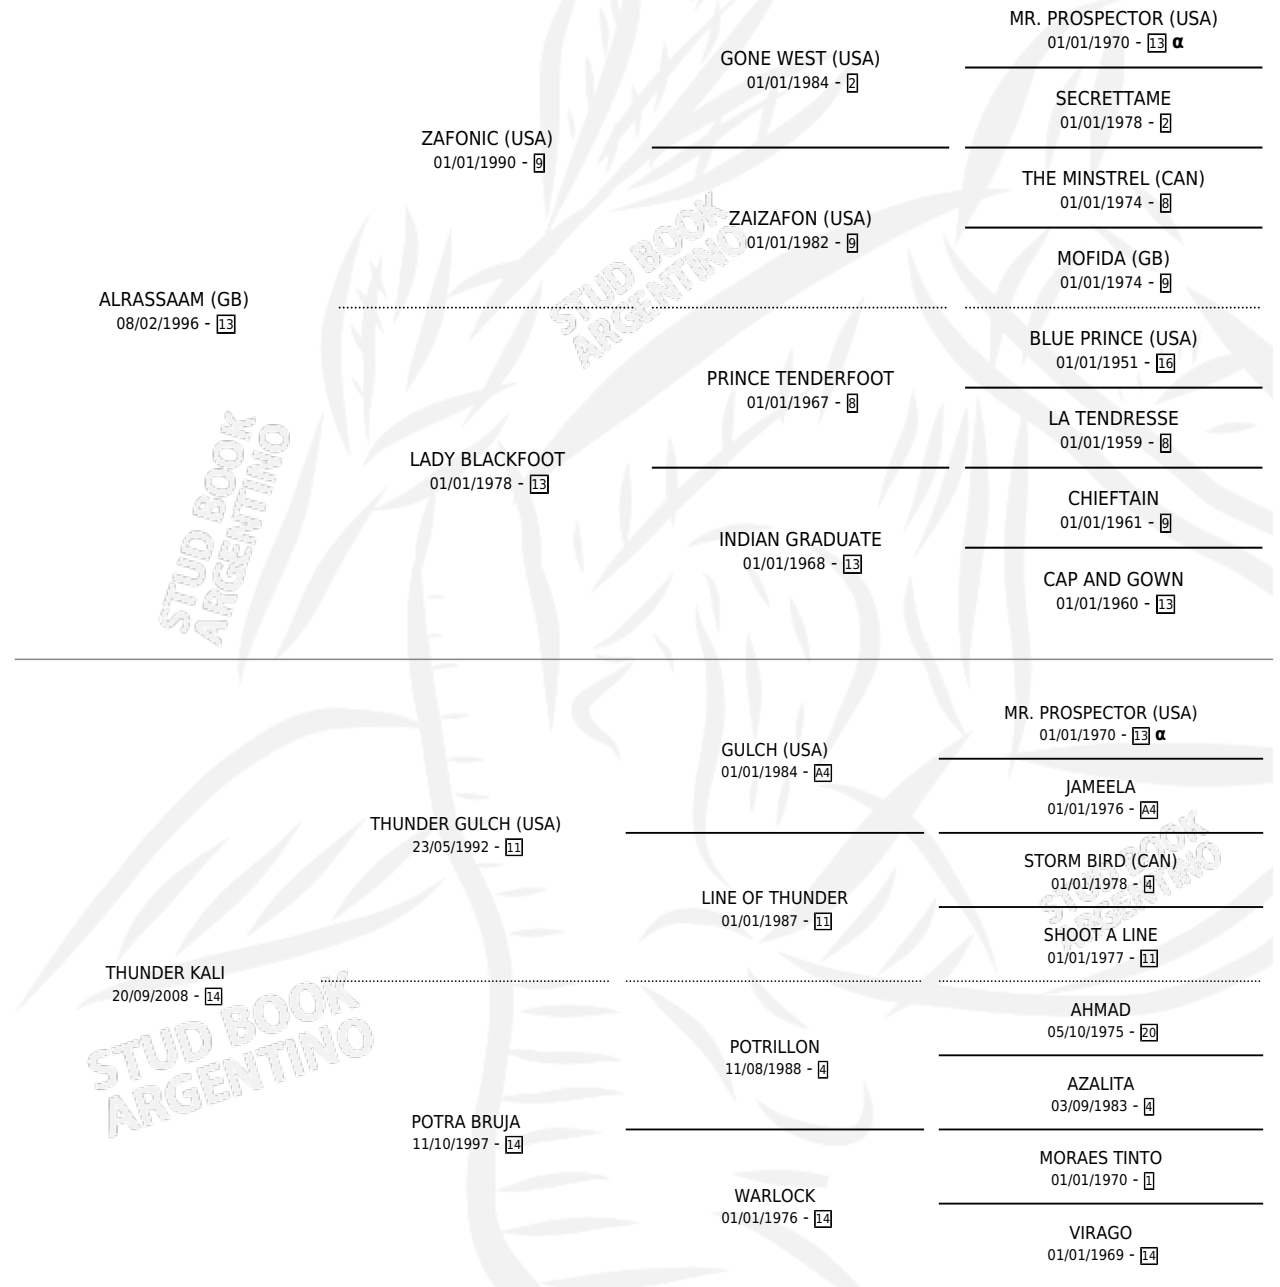 MR. PROSPECTOR (USA)
01/01/1970 - 13 α
GONE WEST (USA)
01/01/1984 - 2
SECRETTAME
01/01/1978 - 2
ZAFONIC (USA)
01/01/1990 - 9
THE MINSTREL (CAN)
01/01/1974 - 8
ZAIZAFON (USA)
01/01/1982 - 9
MOFIDA (GB)
01/01/1974 - 9
ALRASSAAM (GB)
08/02/1996 - 13
BLUE PRINCE (USA)
01/01/1951 - 16
PRINCE TENDERFOOT
01/01/1967 - 8
LA TENDRESSE
01/01/1959 - 8
LADY BLACKFOOT
01/01/1978 - 13
CHIEFTAIN
01/01/1961 - 9
INDIAN GRADUATE
01/01/1968 - 13
CAP AND GOWN
01/01/1960 - 13
MR. PROSPECTOR (USA)
01/01/1970 - 13 α
GULCH (USA)
01/01/1984 - A4
JAMEELA
01/01/1976 - A4
THUNDER GULCH (USA)
23/05/1992 - 11
STORM BIRD (CAN)
01/01/1978 - 4
LINE OF THUNDER
01/01/1987 - 11
SHOOT A LINE
01/01/1977 - 11
THUNDER KALI
20/09/2008 - 14
AHMAD
05/10/1975 - 20
POTRILLON
11/08/1988 - 4
AZALITA
03/09/1983 - 4
POTRA BRUJA
11/10/1997 - 14
MORAES TINTO
01/01/1970 - 1
WARLOCK
01/01/1976 - 14
VIRAGO
01/01/1969 - 14
STUD BOOK
ARGENTINO
STUD BOOK
ARGENTINO
STUD BOOK
ARGENTINO
STUD BOOK
ARGENTINO